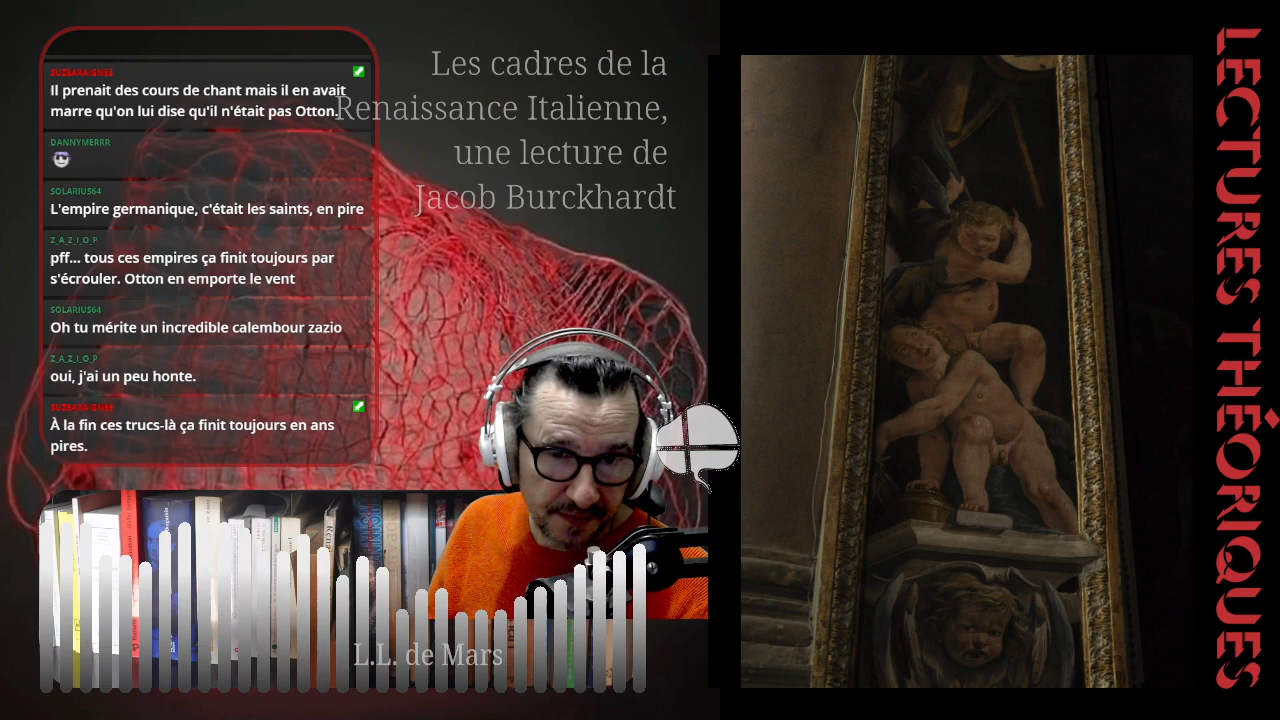 SUZEARAIGNEE
Il prenait des cours de chant mais il en avait
marre qu'on lui dise qu'il n'était pas Otton.
DANNYMERRR
SOLARIUS64
L'empire germanique, c'était les saints, en pire
Z_A_Z_I_O_P
pff... tous ces empires ça finit toujours par
s'écrouler. Otton en emporte le vent
SOLARIUS64
Oh tu mérite un incredible calembour zazio
Z_A_Z_I_O_P
oui, j'ai un peu honte.
SUZEARAIGNEE
À la fin ces trucs-là ça finit toujours en ans
pires.
Les cadres de la
Renaissance Italienne,
une lecture de
Jacob Burckhardt
L.L. de Mars
LECTURES THÉORIQUES